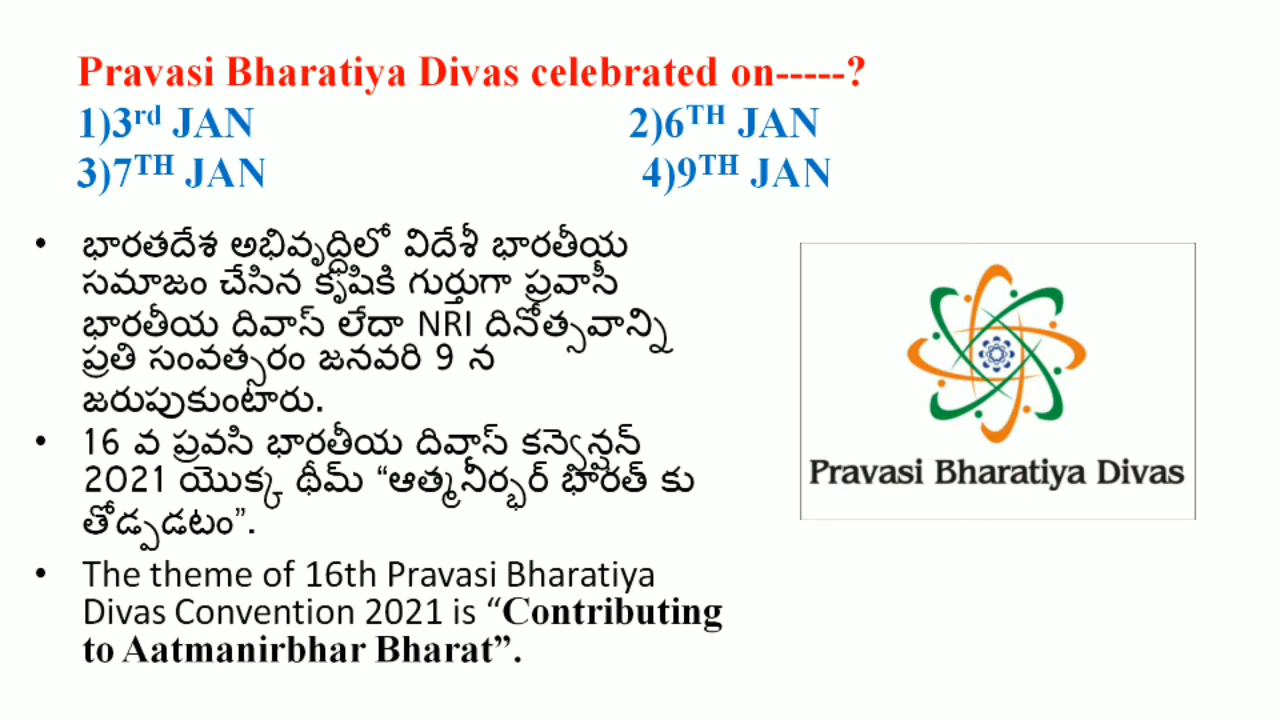 Pravasi Bharatiya Divas celebrated on-----?
1)3rd JAN 2)6TH JAN
3)7TH JAN 4)9TH JAN
• భారతదేశ అభివృద్ధిలో విదేశీ భారతీయ
సమాజం చేసిన కృషికి గుర్తుగా ప్రవాసీ
భారతీయ దివాస్ లేదా NRI దినోత్సవాన్ని
ప్రతి సంవత్సరం జనవరి 9 న
జరుపుకుంటారు.
• 16 వ ప్రవసి భారతీయ దివాస్ కన్వెన్షన్
2021 యొక్క థీమ్ “ఆత్మనీర్భర్ భారత్ కు
తోడ్పడటం”.
• The theme of 16th Pravasi Bharatiya
Divas Convention 2021 is “Contributing
to Aatmanirbhar Bharat”.
Pravasi Bharatiya Divas